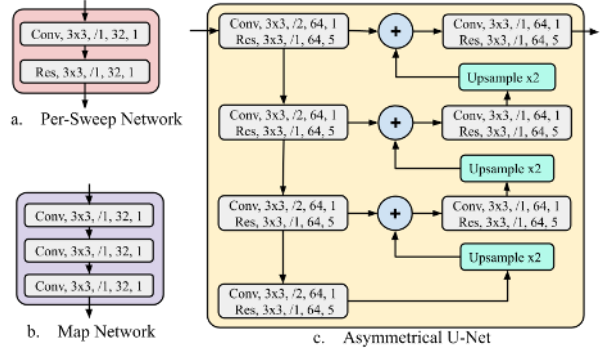 Conv, 3x3, /1, 32, 1
Res, 3x3, /1, 32, 1
a. Per-Sweep Network
Conv, 3x3, /1, 32, 1
Conv, 3x3, /1, 32, 1
Conv, 3x3, /1, 32, 1
b. Map Network
Conv, 3x3, /2, 64, 1
Res, 3x3, /1, 64, 5
+
Conv, 3x3, /1, 64, 1
Res, 3x3, /1, 64, 5
Upsample x2
Conv, 3x3, /2, 64, 1
Res, 3x3, /1, 64, 5
+
Conv, 3x3, /1, 64, 1
Res, 3x3, /1, 64, 5
Upsample x2
Conv, 3x3, /2, 64, 1
Res, 3x3, /1, 64, 5
+
Conv, 3x3, /1, 64, 1
Res, 3x3, /1, 64, 5
Upsample x2
Conv, 3x3, /2, 64, 1
Res, 3x3, /1, 64, 5
c. Asymmetrical U-Net